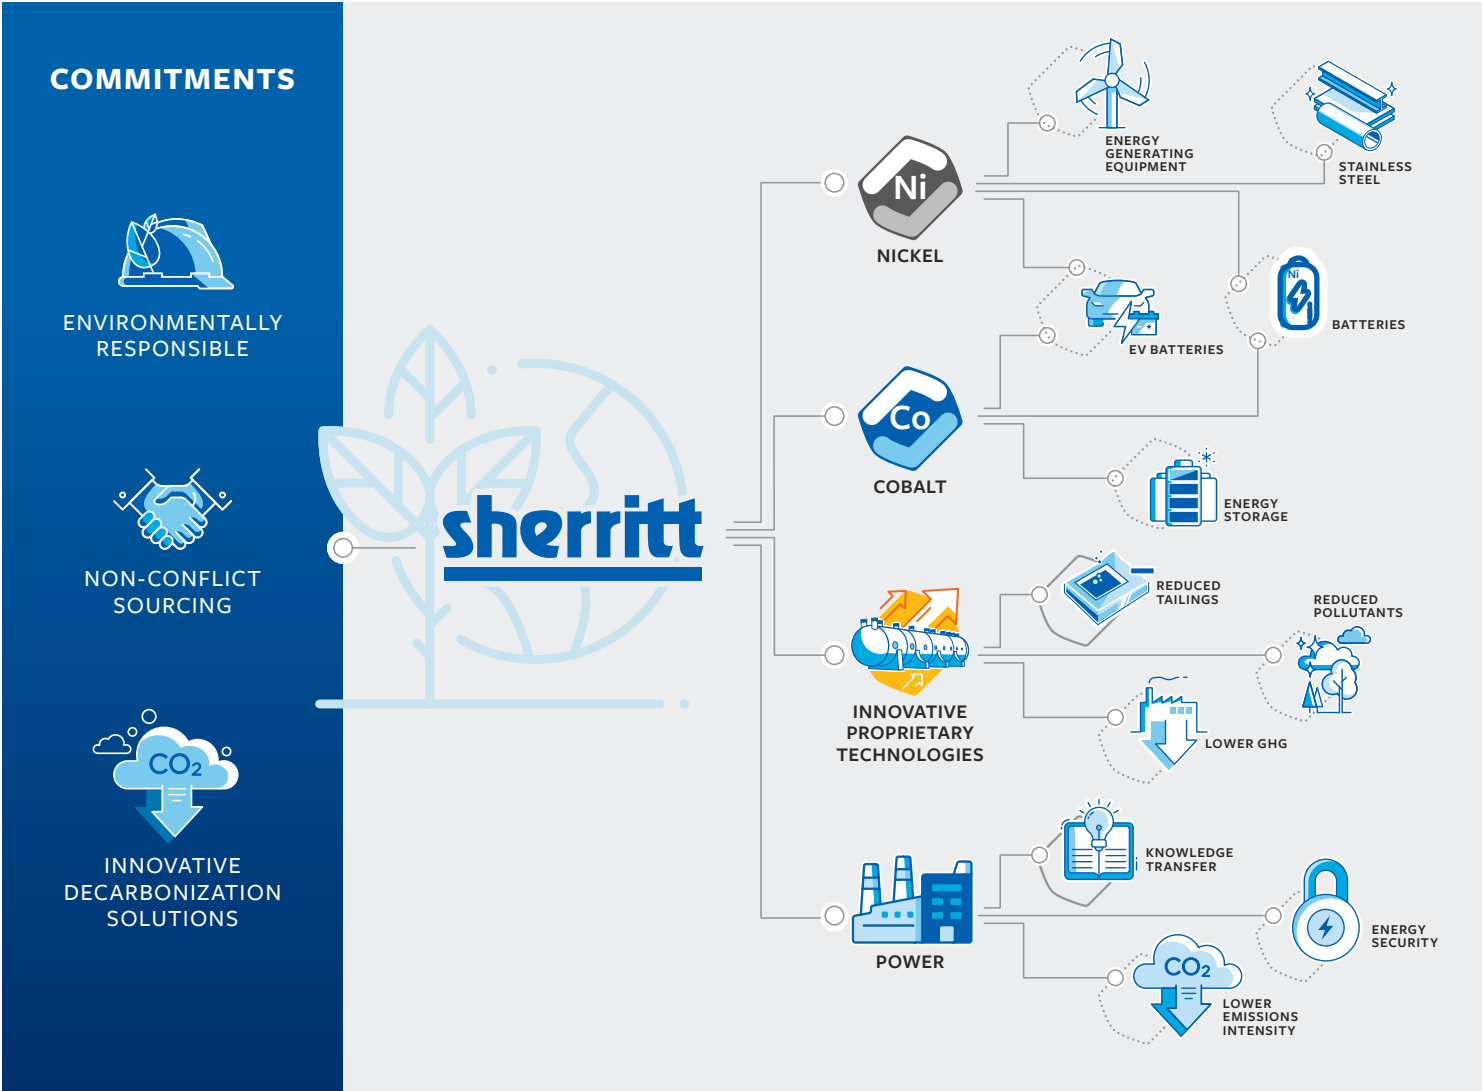 COMMITMENTS
ENVIRONMENTALLY
RESPONSIBLE
NON-CONFLICT
SOURCING
CO2
INNOVATIVE
DECARBONIZATION
SOLUTIONS
sherritt
Ni
NICKEL
ENERGY
GENERATING
EQUIPMENT
STAINLESS
STEEL
EV BATTERIES
Ni
BATTERIES
Co
COBALT
ENERGY
STORAGE
INNOVATIVE
PROPRIETARY
TECHNOLOGIES
REDUCED
TAILINGS
REDUCED
POLLUTANTS
LOWER GHG
POWER
KNOWLEDGE
TRANSFER
ENERGY
SECURITY
CO2
LOWER
EMISSIONS
INTENSITY